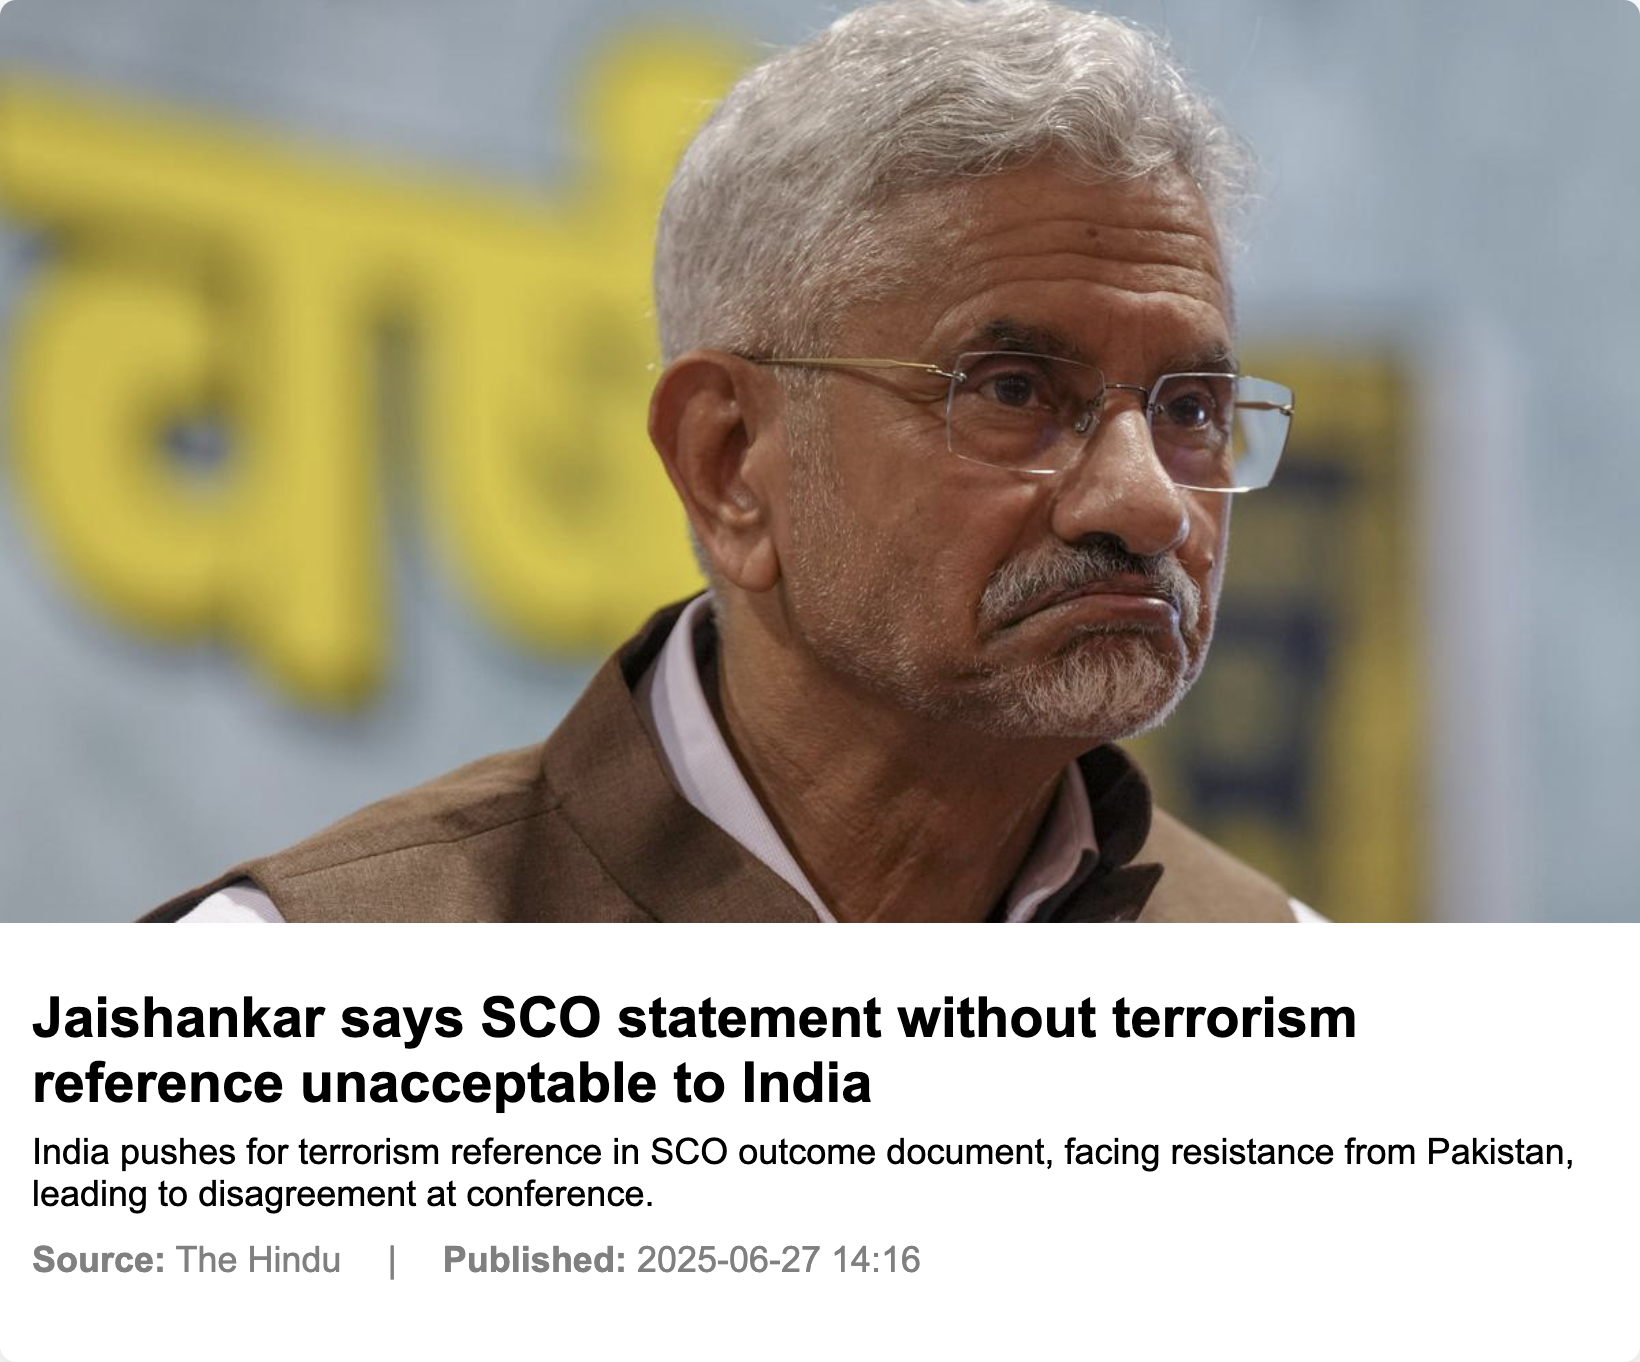 Jaishankar says SCO statement without terrorism
reference unacceptable to India
India pushes for terrorism reference in SCO outcome document, facing resistance from Pakistan,
leading to disagreement at conference.
Source: The Hindu | Published: 2025-06-27 14:16